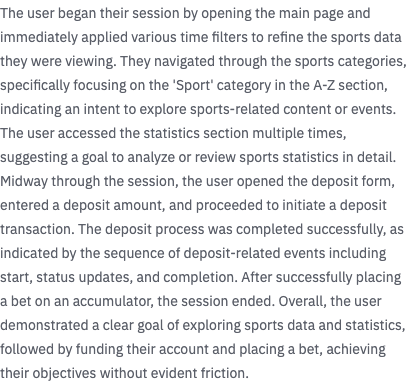 The user began their session by opening the main page and
immediately applied various time filters to refine the sports data
they were viewing. They navigated through the sports categories,
specifically focusing on the 'Sport' category in the A-Z section,
indicating an intent to explore sports-related content or events.
The user accessed the statistics section multiple times,
suggesting a goal to analyze or review sports statistics in detail.
Midway through the session, the user opened the deposit form,
entered a deposit amount, and proceeded to initiate a deposit
transaction. The deposit process was completed successfully, as
indicated by the sequence of deposit-related events including
start, status updates, and completion. After successfully placing
a bet on an accumulator, the session ended. Overall, the user
demonstrated a clear goal of exploring sports data and statistics,
followed by funding their account and placing a bet, achieving
their objectives without evident friction.